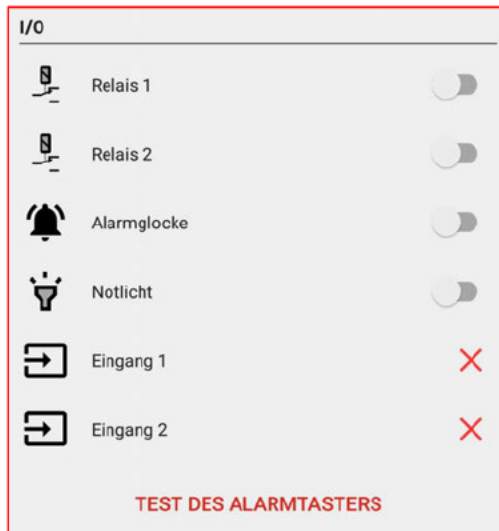 I/O
Relais 1
Relais 2
Alarmglocke
Notlicht
Eingang 1
Eingang 2
TEST DES ALARMTASTERS